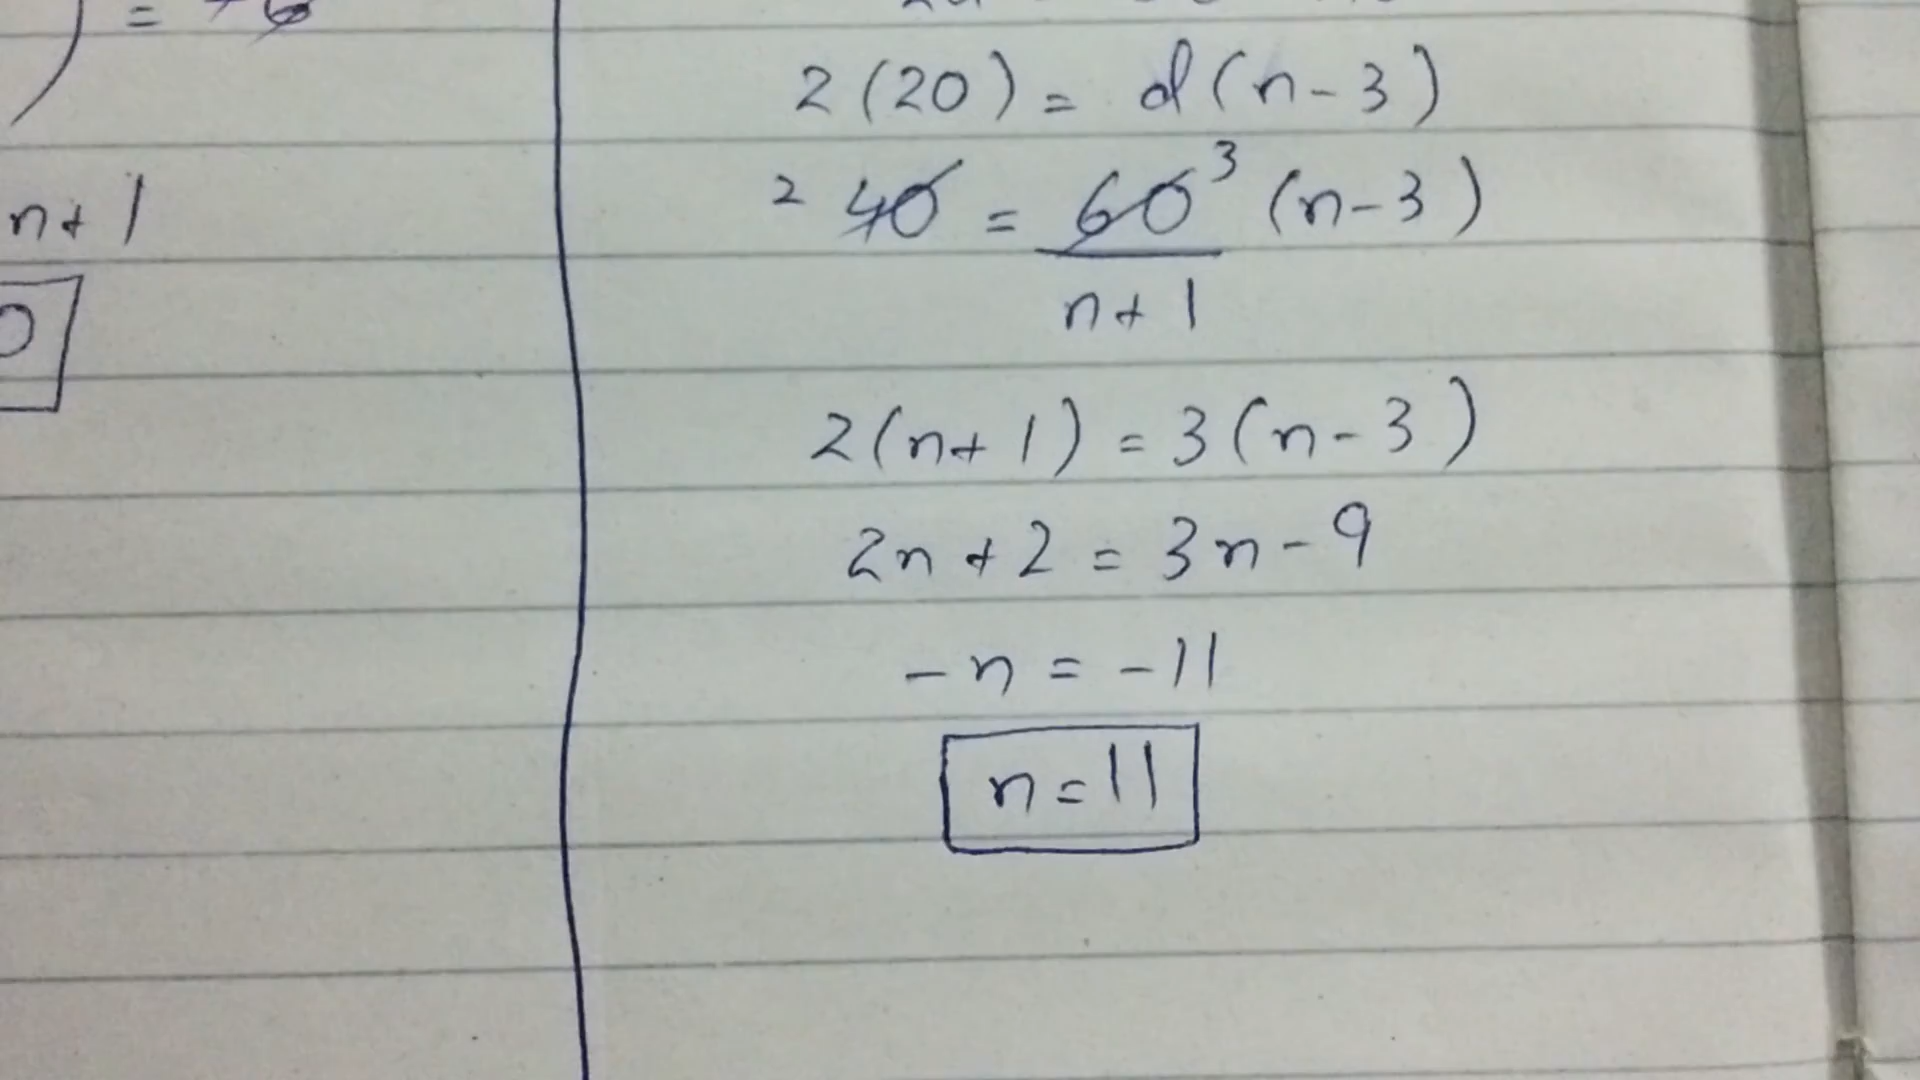 n+1
2(20) = d(n-3)
2 40 = 60 3 (n-3)
n+1
2(n+1) = 3(n-3)
2n+2 = 3n-9
-n = -11
n=11